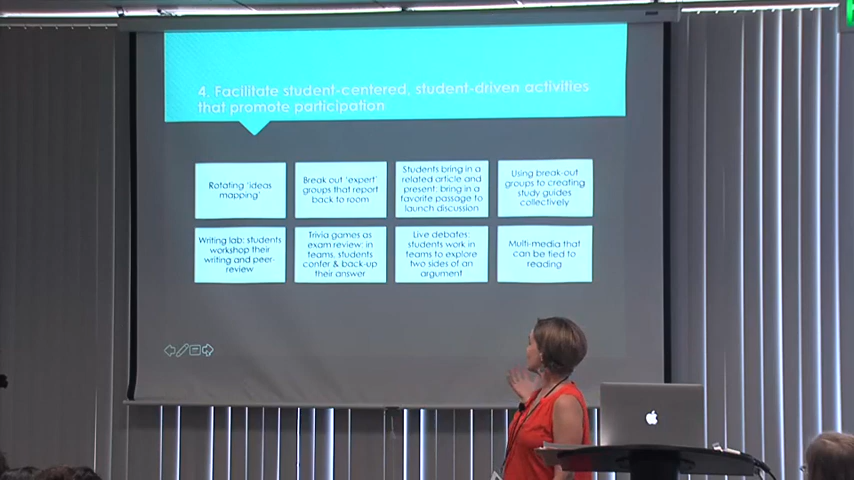 4. Facilitate student-centered, student-driven activities
that promote participation
Rotating 'ideas
mapping'
Break out 'expert'
groups that report
back to room
Students bring in a
related article and
present; bring in a
favorite passage to
launch discussion
Using break-out
groups to creating
study guides
collectively
Writing lab: students
workshop their
writing and peer-
review
Trivia games as
exam review: in
teams, students
confer & back-up
their answer
Live debates:
students work in
teams to explore
two sides of an
argument
Multi-media that
can be tied to
reading